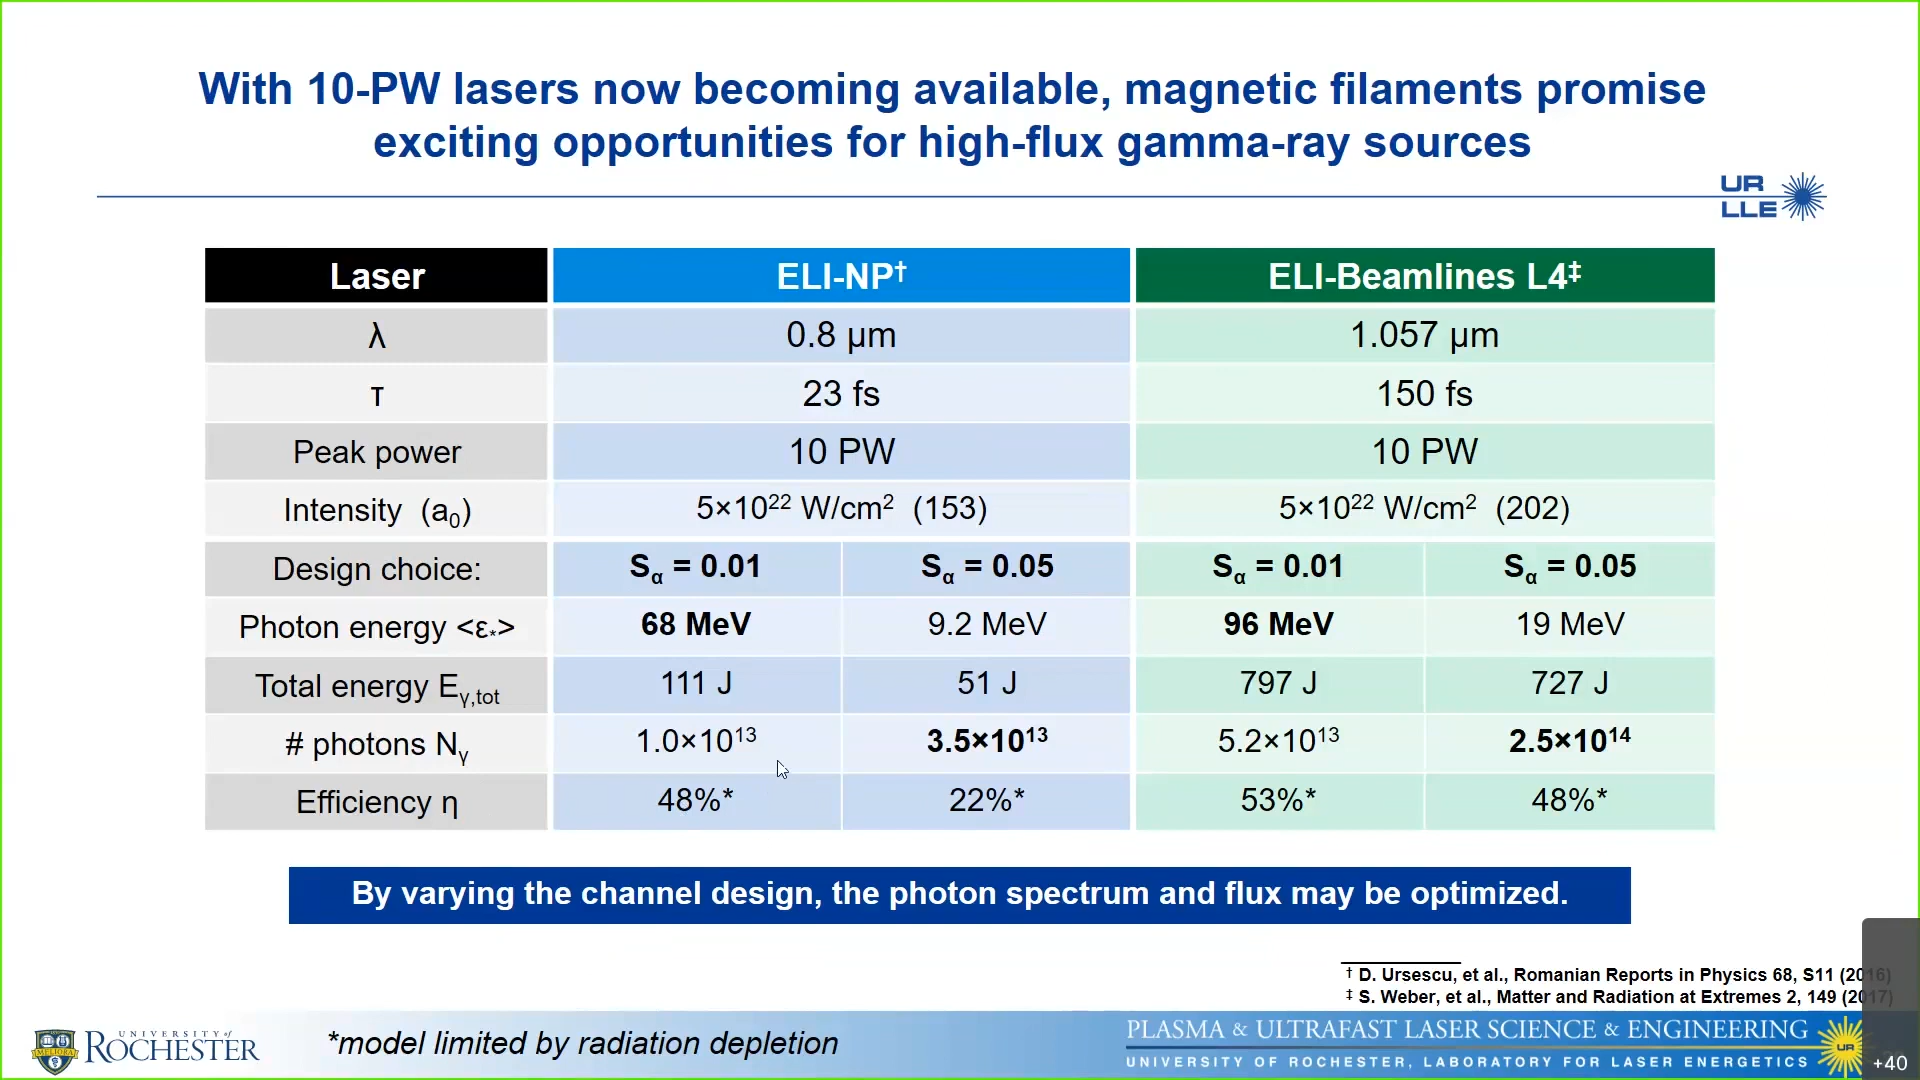 With 10-PW lasers now becoming available, magnetic filaments promise
exciting opportunities for high-flux gamma-ray sources
UR
LLE
Laser ELI-NP† ELI-Beamlines L4‡
λ 0.8 μm 1.057 μm
τ 23 fs 150 fs
Peak power 10 PW 10 PW
Intensity (a₀) 5×10²² W/cm² (153) 5×10²² W/cm² (202)
Design choice: Sα = 0.01 Sα = 0.05 Sα = 0.01 Sα = 0.05
Photon energy <ε*> 68 MeV 9.2 MeV 96 MeV 19 MeV
Total energy Eγ,tot 111 J 51 J 797 J 727 J
# photons Nγ 1.0×10¹³ 3.5×10¹³ 5.2×10¹³ 2.5×10¹⁴
Efficiency η 48%* 22%* 53%* 48%*
By varying the channel design, the photon spectrum and flux may be optimized.
† D. Ursescu, et al., Romanian Reports in Physics 68, S11 (2016)
‡ S. Weber, et al., Matter and Radiation at Extremes 2, 149 (2017)
MELIORA
UNIVERSITY of
ROCHESTER
*model limited by radiation depletion
PLASMA & ULTRAFAST LASER SCIENCE & ENGINEERING
UNIVERSITY OF ROCHESTER, LABORATORY FOR LASER ENERGETICS
UR
+40